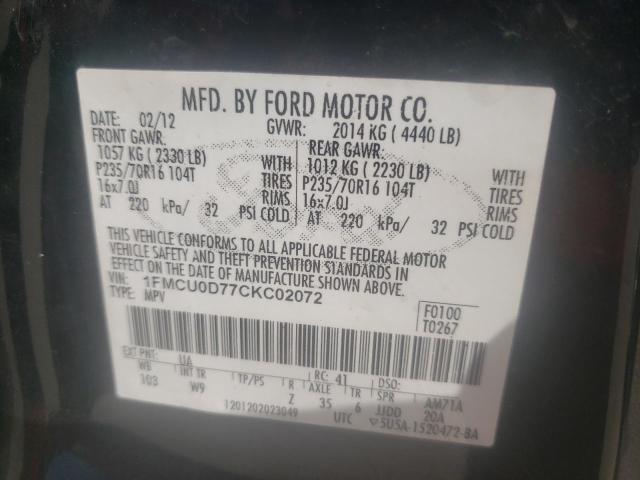 MFD. BY FORD MOTOR CO.
DATE: 02/12 GVWR: 2014 KG ( 4440 LB)
FRONT GAWR: REAR GAWR:
1057 KG ( 2330 LB) WITH 1012 KG ( 2230 LB) WITH
P235/70R16 104T TIRES P235/70R16 104T TIRES
16x7.0J RIMS 16x7.0J RIMS
AT 220 kPa/ 32 PSI COLD AT 220 kPa/ 32 PSI COLD
THIS VEHICLE CONFORMS TO ALL APPLICABLE FEDERAL MOTOR
VEHICLE SAFETY AND THEFT PREVENTION STANDARDS IN
EFFECT ON THE DATE OF MANUFACTURE SHOWN ABOVE.
VIN: 1FMCU0D77CKC02072
TYPE: MPV
F0100
T0267
EXT PNT: UA RC: 41 DSO:
WB INT TR TP/PS R AXLE TR SPR AM71A
103 W9 Z 35 6 JJDD 20A
1201202023049 UTC ▽5U5A-1520472-BA